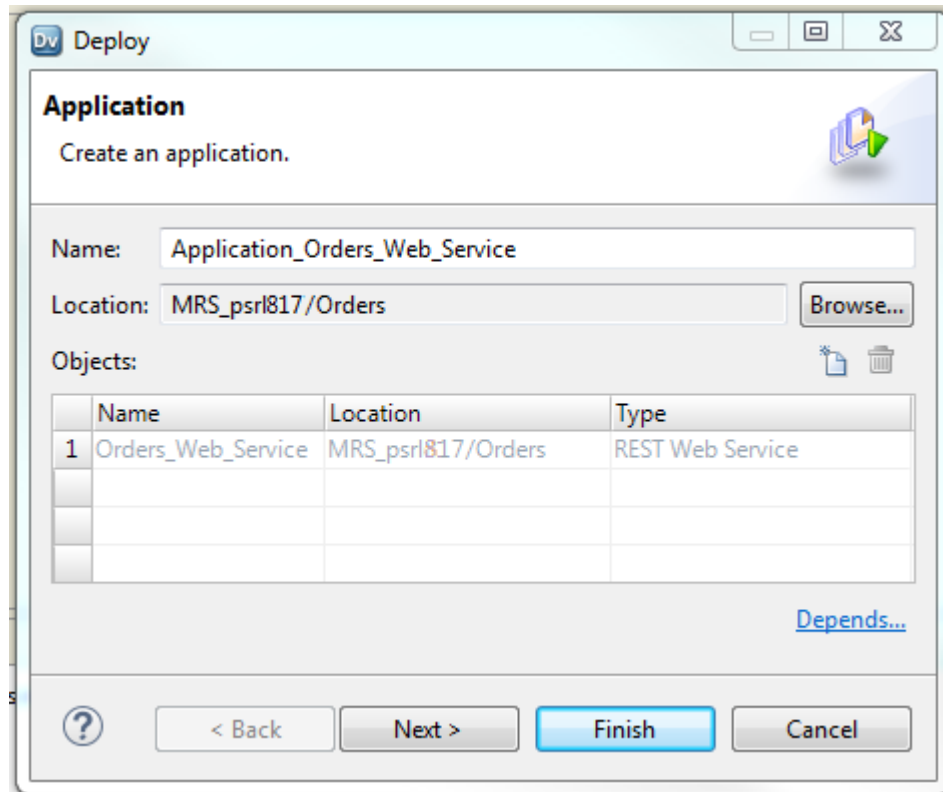 Dv Deploy
Application
Create an application.
Name: Application_Orders_Web_Service
Location: MRS_psrl817/Orders Browse...
Objects:
Name Location Type
1 Orders_Web_Service MRS_psrl817/Orders REST Web Service
Depends...
s
? < Back Next > Finish Cancel